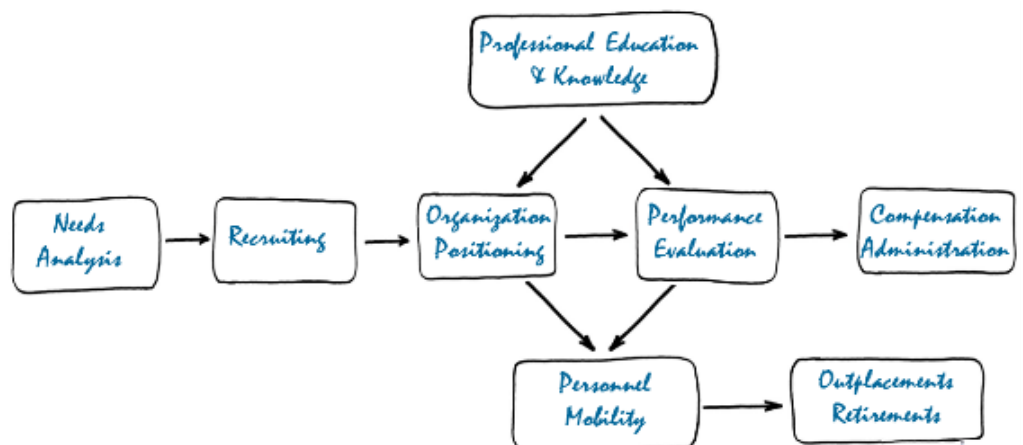 Professional Education
& Knowledge
Needs
Analysis
Recruiting
Organization
Positioning
Performance
Evaluation
Compensation
Administration
Personnel
Mobility
Outplacements
Retirements